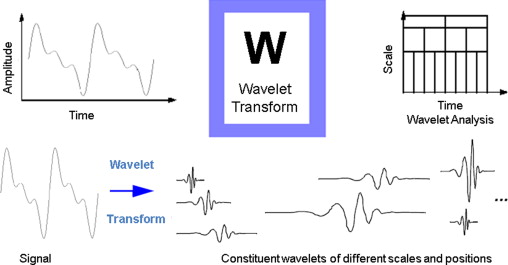 Amplitude
Time
W
Wavelet
Transform
Scale
Time
Wavelet Analysis
Wavelet
Transform
...
Signal
Constituent wavelets of different scales and positions